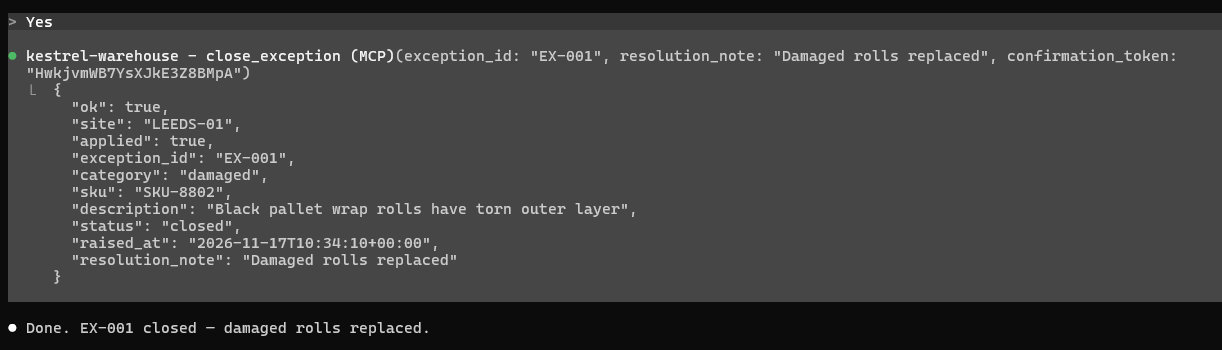 > Yes
● kestrel-warehouse - close_exception (MCP)(exception_id: "EX-001", resolution_note: "Damaged rolls replaced", confirmation_token:
"HwkjvmWB7YsXJkE3Z8BMpA")
└ {
"ok": true,
"site": "LEEDS-01",
"applied": true,
"exception_id": "EX-001",
"category": "damaged",
"sku": "SKU-8802",
"description": "Black pallet wrap rolls have torn outer layer",
"status": "closed",
"raised_at": "2026-11-17T10:34:10+00:00",
"resolution_note": "Damaged rolls replaced"
}
● Done. EX-001 closed — damaged rolls replaced.